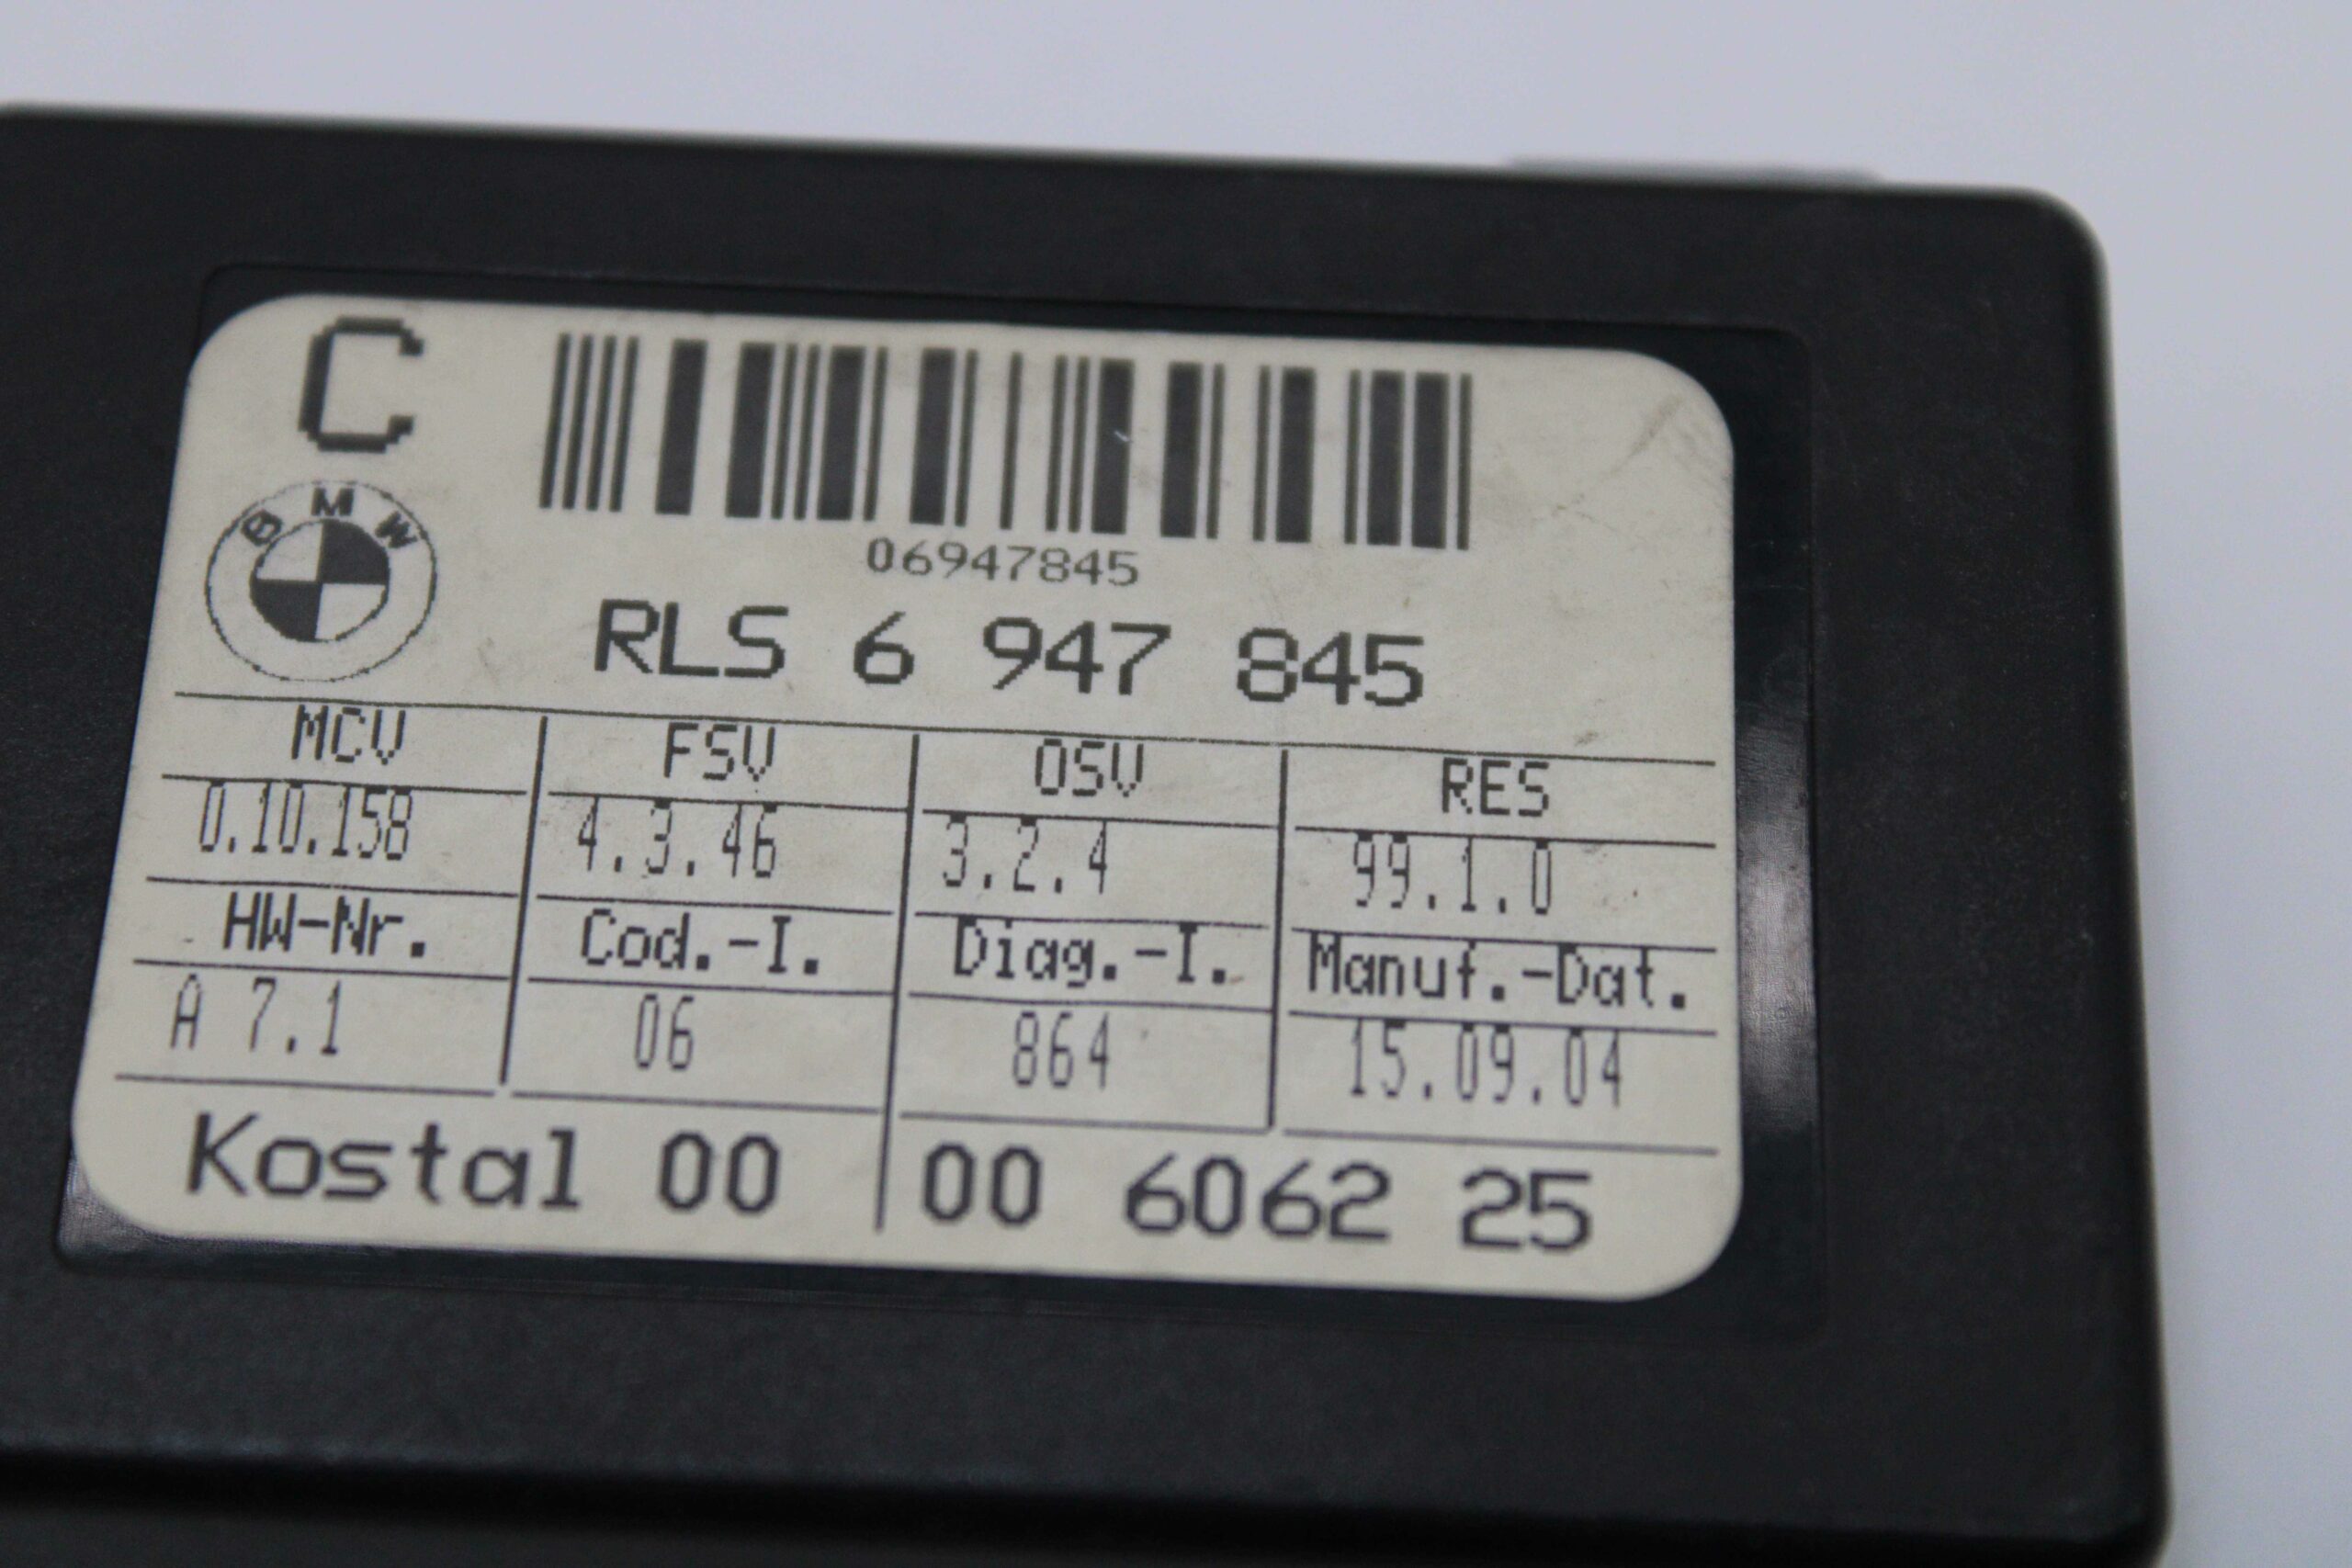 C
BMW
06947845
RLS 6 947 845
MCV FSV OSV RES
0.10.158 4.3.46 3.2.4 99.1.0
HW-Nr. Cod.-I. Diag.-I. Manuf.-Dat.
A 7.1 06 864 15.09.04
Kostal 00 00 6062 25